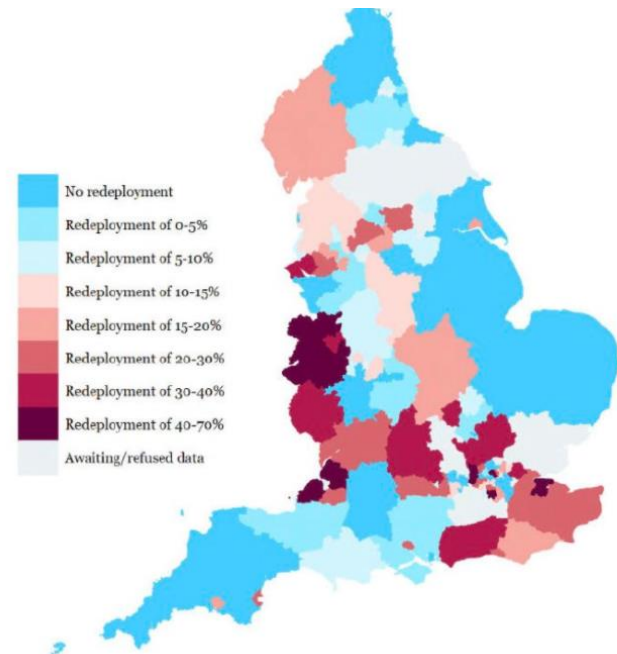 No redeployment
Redeployment of 0-5%
Redeployment of 5-10%
Redeployment of 10-15%
Redeployment of 15-20%
Redeployment of 20-30%
Redeployment of 30-40%
Redeployment of 40-70%
Awaiting/refused data